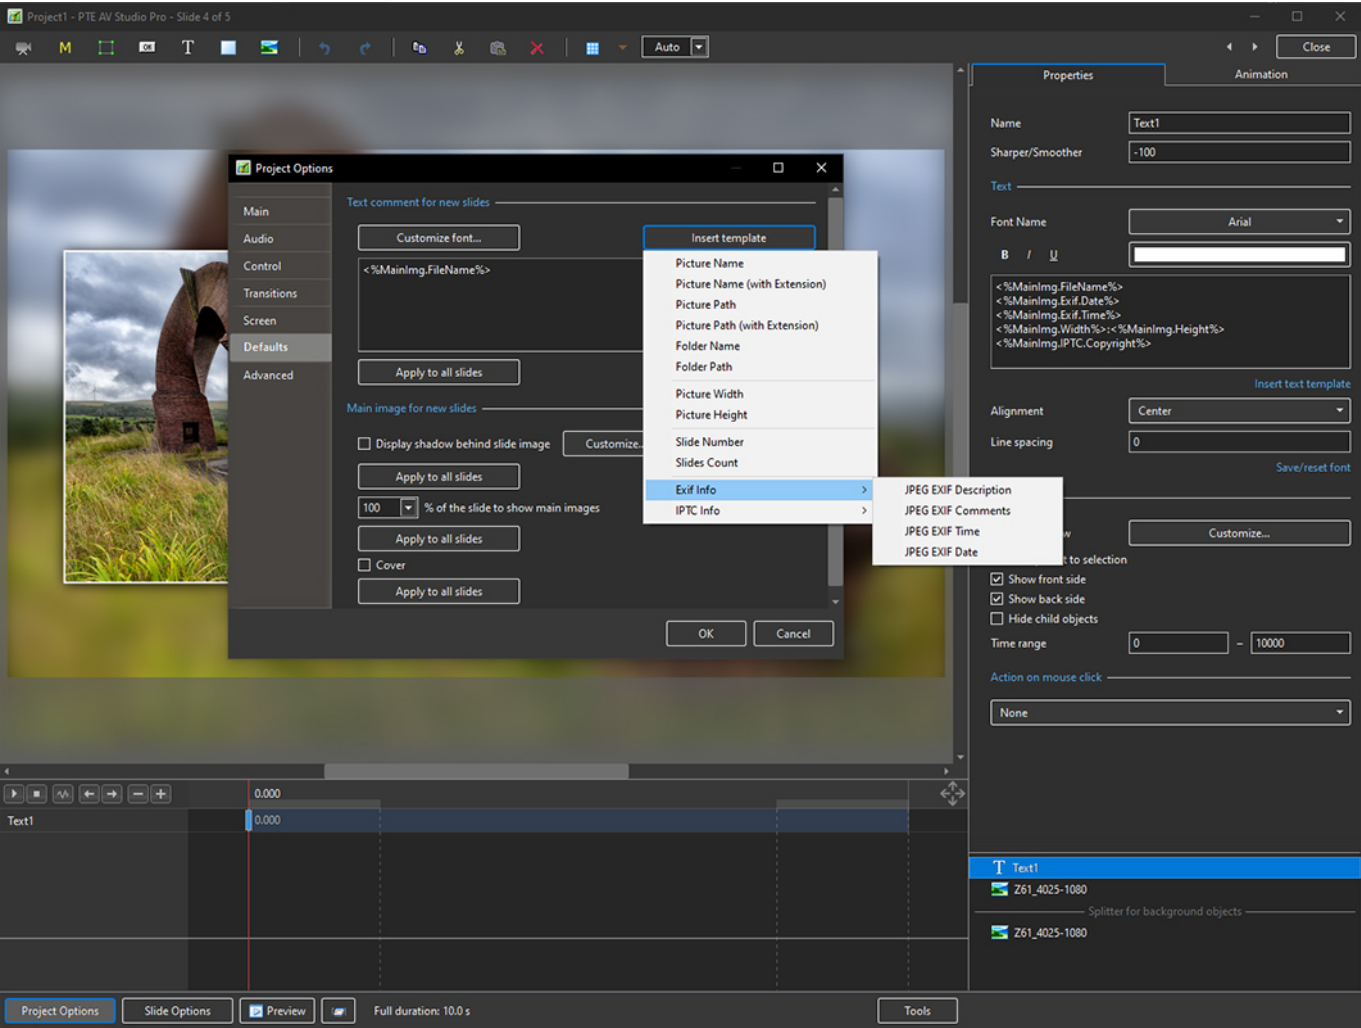 Project1 - PTE AV Studio Pro - Slide 4 of 5
M
OK
T
Auto
Close
Properties
Animation
Name
Text1
Sharper/Smoother
-100
Text
Font Name
Arial
B I U
<%MainImg.FileName%>
<%MainImg.Exif.Date%>
<%MainImg.Exif.Time%>
<%MainImg.Width%>:<%MainImg.Height%>
<%MainImg.IPTC.Copyright%>
Insert text template
Alignment
Center
Line spacing
0
Save/reset font
Customize...
t to selection
Show front side
Show back side
Hide child objects
Time range
0
–
10000
Action on mouse click
None
Project Options
Main
Audio
Control
Transitions
Screen
Defaults
Advanced
Text comment for new slides
Customize font...
Insert template
<%MainImg.FileName%>
Apply to all slides
Main image for new slides
Display shadow behind slide image
Customize..
Apply to all slides
100
% of the slide to show main images
Apply to all slides
Cover
Apply to all slides
OK
Cancel
Picture Name
Picture Name (with Extension)
Picture Path
Picture Path (with Extension)
Folder Name
Folder Path
Picture Width
Picture Height
Slide Number
Slides Count
Exif Info
IPTC Info
JPEG EXIF Description
JPEG EXIF Comments
JPEG EXIF Time
JPEG EXIF Date
0.000
Text1
0.000
T Text1
Z61_4025-1080
Splitter for background objects
Z61_4025-1080
Project Options
Slide Options
Preview
Full duration: 10.0 s
Tools